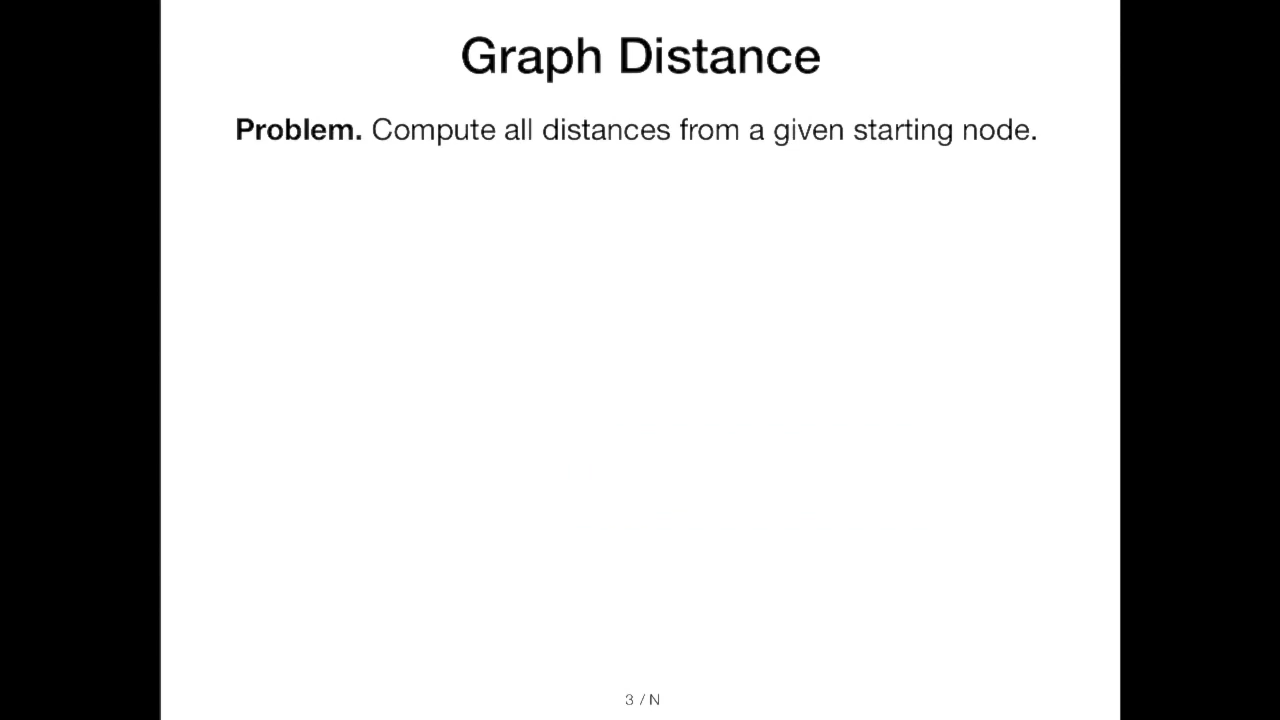 Graph Distance
Problem. Compute all distances from a given starting node.
3 / N